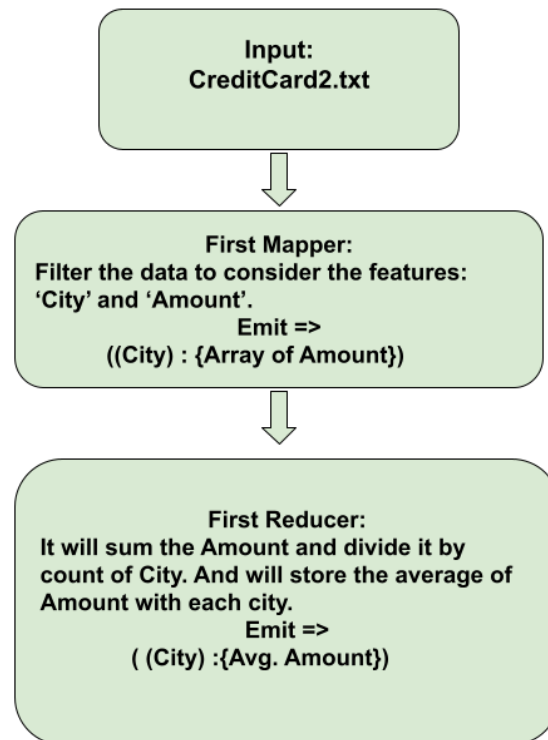 Input:
CreditCard2.txt
First Mapper:
Filter the data to consider the features:
‘City’ and ‘Amount’.
Emit =>
((City) : {Array of Amount})
First Reducer:
It will sum the Amount and divide it by
count of City. And will store the average of
Amount with each city.
Emit =>
( (City) :{Avg. Amount})